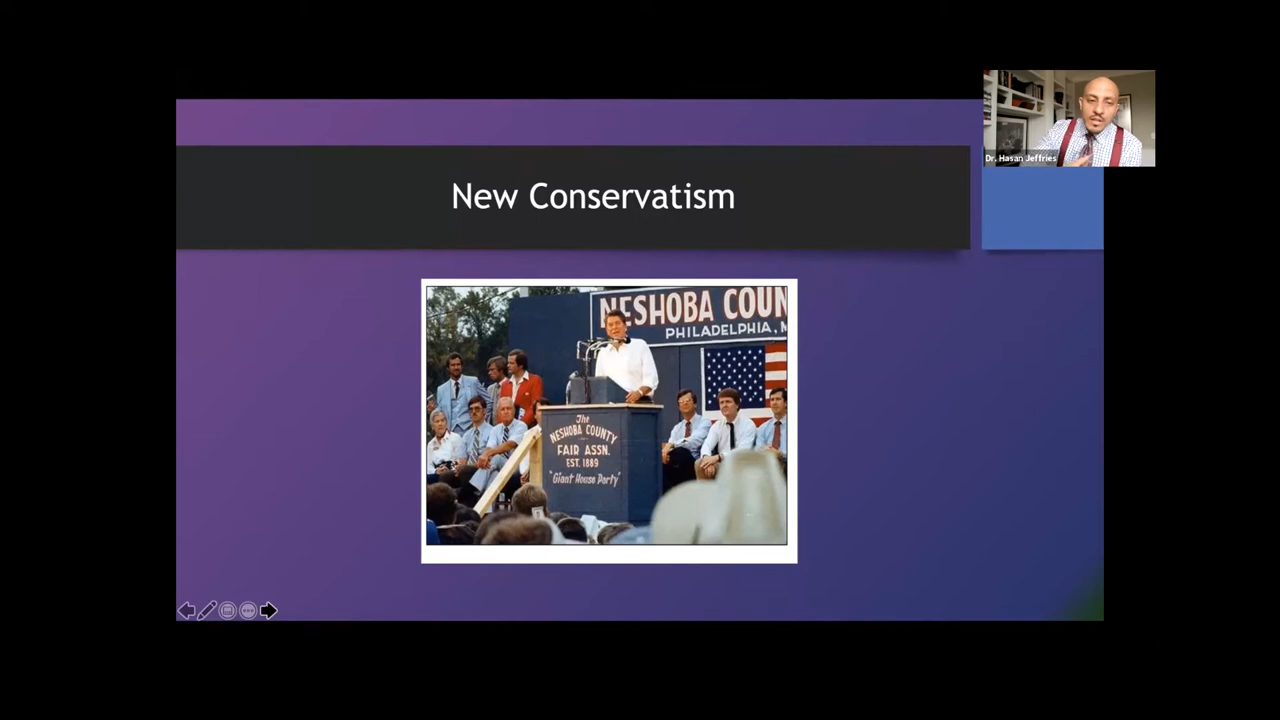 Dr. Hasan Jeffries
New Conservatism
NESHOBA COUN
PHILADELPHIA, M
The
NESHOBA COUNTY
FAIR ASSN.
EST. 1889
"Giant House Party"